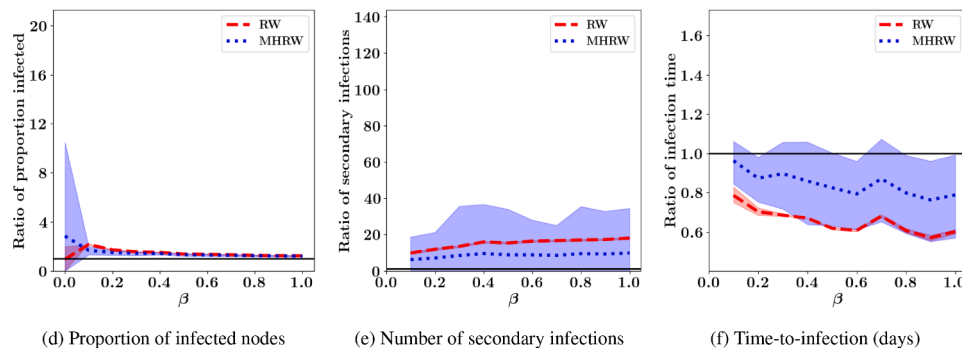 Ratio of proportion infected
20
16
12
8
4
0
0.0 0.2 0.4 0.6 0.8 1.0
β
RW
MHRW
(d) Proportion of infected nodes
Ratio of secondary infections
140
120
100
80
60
40
20
0
0.0 0.2 0.4 0.6 0.8 1.0
β
RW
MHRW
(e) Number of secondary infections
Ratio of infection time
1.6
1.4
1.2
1.0
0.8
0.6
0.0 0.2 0.4 0.6 0.8 1.0
β
RW
MHRW
(f) Time-to-infection (days)